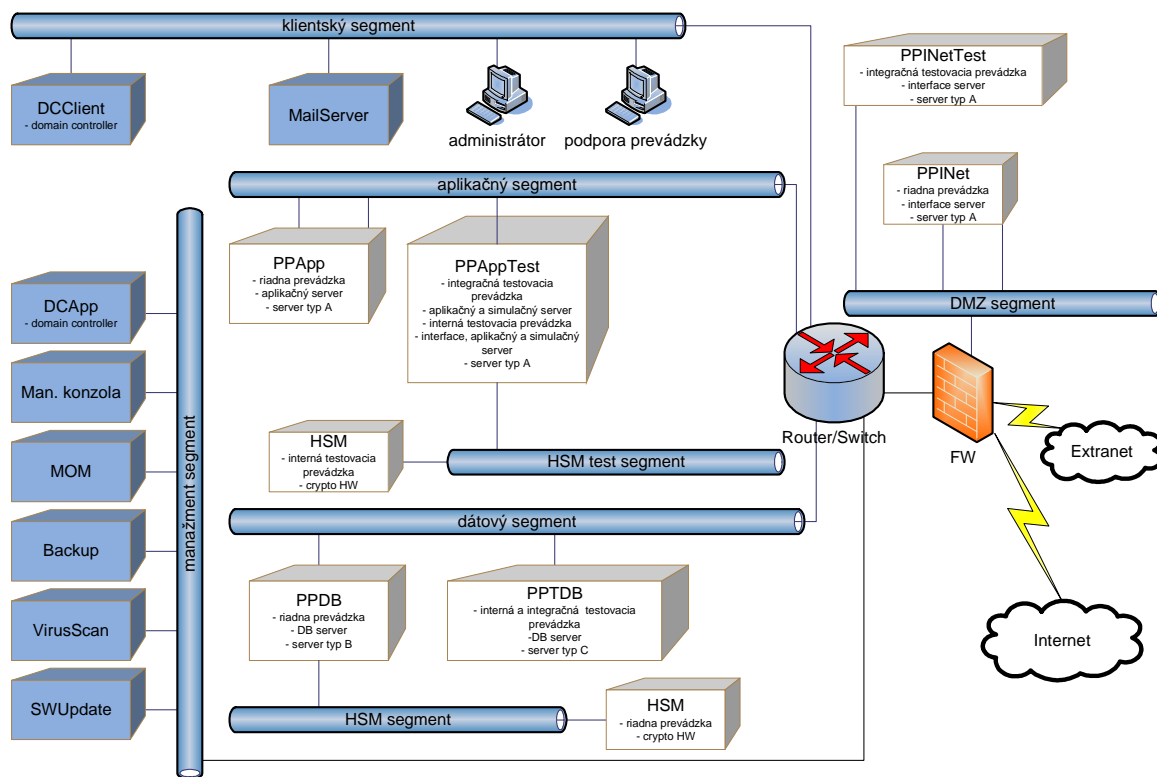 klientský segment
DCClient
- domain controller
MailServer
administrátor
podpora prevádzky
PPINetTest
- integračná testovacia
prevádzka
- interface server
- server typ A
PPINet
- riadna prevádzka
- interface server
- server typ A
DMZ segment
aplikačný segment
PPApp
- riadna prevádzka
- aplikačný server
- server typ A
PPAppTest
- integračná testovacia
prevádzka
- aplikačný a simulačný server
- interná testovacia prevádzka
- interface, aplikačný a simulačný
server
- server typ A
DCApp
- domain controller
Man. konzola
MOM
Backup
VirusScan
SWUpdate
manažment segment
HSM
- interná testovacia
prevádzka
- crypto HW
HSM test segment
Router/Switch
FW
Extranet
Internet
dátový segment
PPDB
- riadna prevádzka
- DB server
- server typ B
PPTDB
- interná a integračná testovacia
prevádzka
-DB server
- server typ C
HSM segment
HSM
- riadna prevádzka
- crypto HW